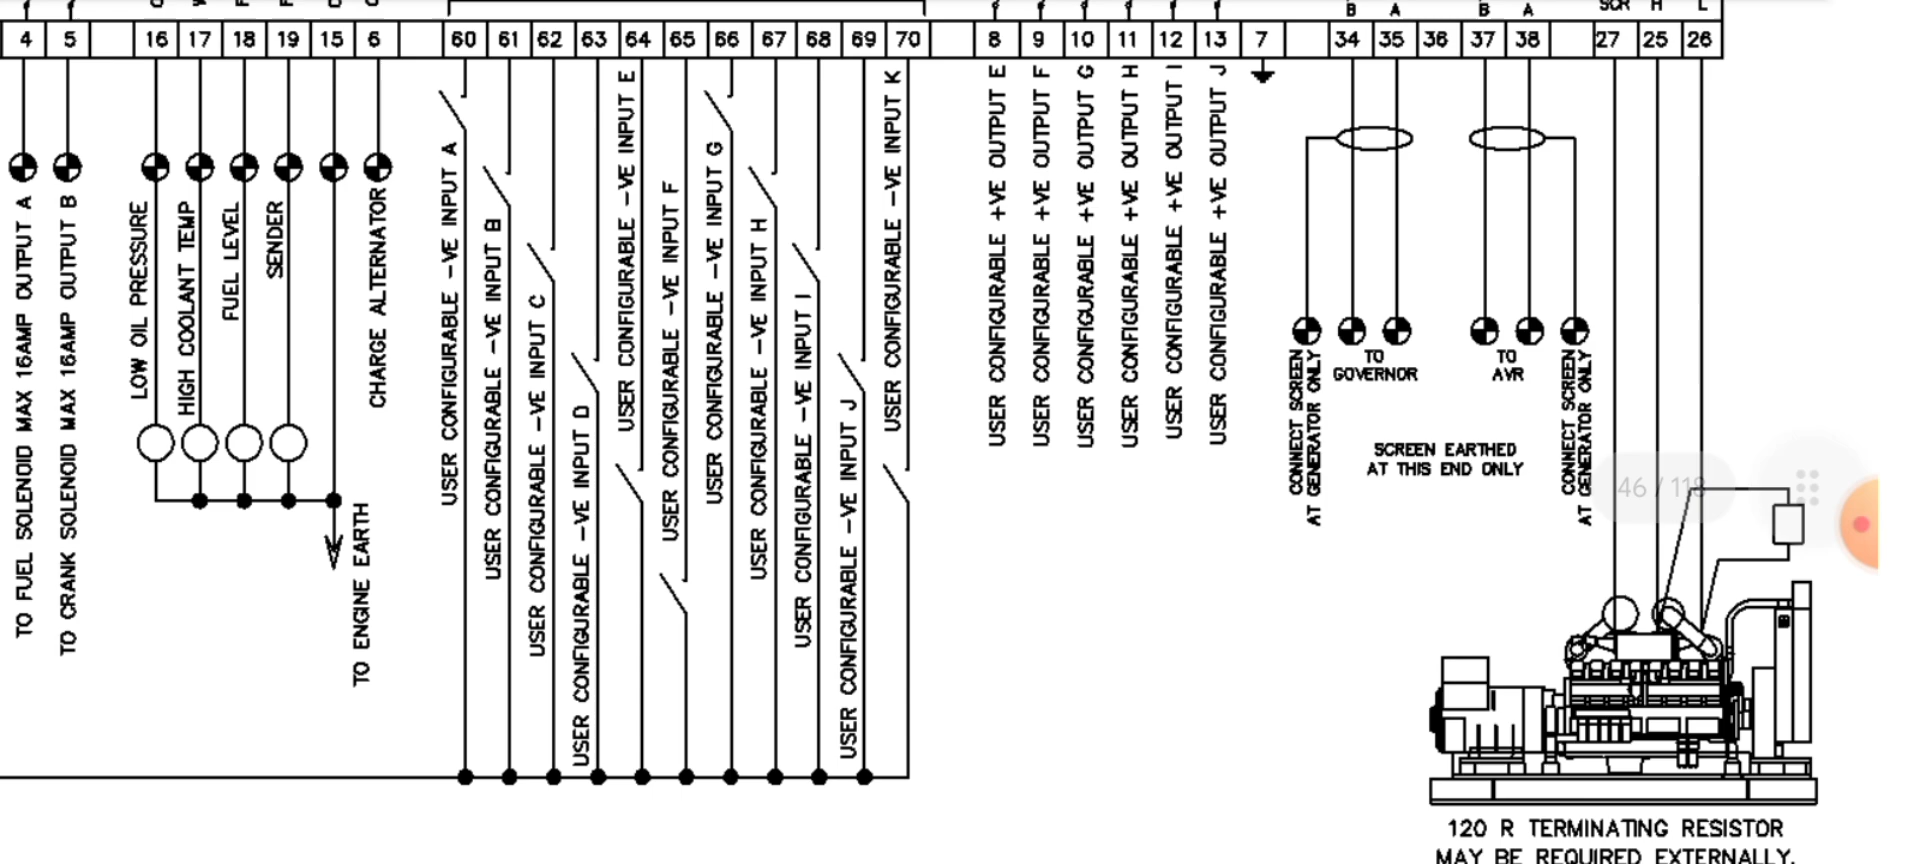 B A B A SCR H L
4 5 16 17 18 19 15 6 60 61 62 63 64 65 66 67 68 69 70 8 9 10 11 12 13 7 34 35 36 37 38 27 25 26
TO FUEL SOLENOID MAX 16AMP OUTPUT A
TO CRANK SOLENOID MAX 16AMP OUTPUT B
LOW OIL PRESSURE
HIGH COOLANT TEMP
FUEL LEVEL
SENDER
TO ENGINE EARTH
CHARGE ALTERNATOR
USER CONFIGURABLE -VE INPUT A
USER CONFIGURABLE -VE INPUT B
USER CONFIGURABLE -VE INPUT C
USER CONFIGURABLE -VE INPUT D
USER CONFIGURABLE -VE INPUT E
USER CONFIGURABLE -VE INPUT F
USER CONFIGURABLE -VE INPUT G
USER CONFIGURABLE -VE INPUT H
USER CONFIGURABLE -VE INPUT I
USER CONFIGURABLE -VE INPUT J
USER CONFIGURABLE -VE INPUT K
USER CONFIGURABLE +VE OUTPUT E
USER CONFIGURABLE +VE OUTPUT F
USER CONFIGURABLE +VE OUTPUT G
USER CONFIGURABLE +VE OUTPUT H
USER CONFIGURABLE +VE OUTPUT I
USER CONFIGURABLE +VE OUTPUT J
CONNECT SCREEN
AT GENERATOR ONLY
TO
GOVERNOR
TO
AVR
CONNECT SCREEN
AT GENERATOR ONLY
SCREEN EARTHED
AT THIS END ONLY
46 / 118
120 R TERMINATING RESISTOR
MAY BE REQUIRED EXTERNALLY.